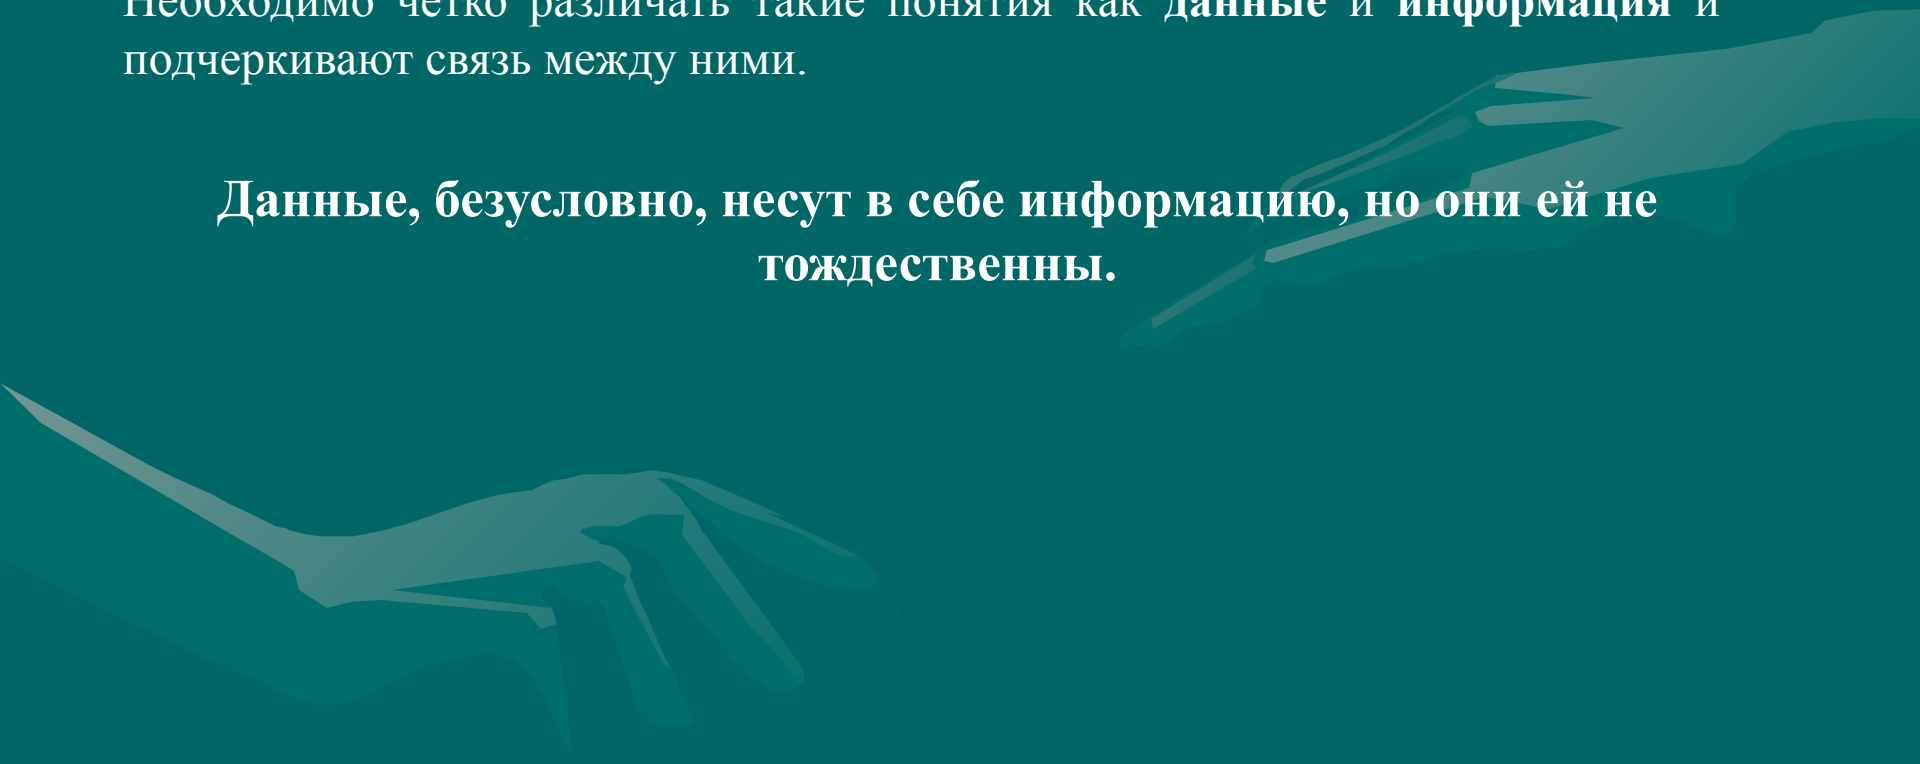 Необходимо четко различать такие понятия как данные и информация и
подчеркивают связь между ними.
Данные, безусловно, несут в себе информацию, но они ей не
тождественны.